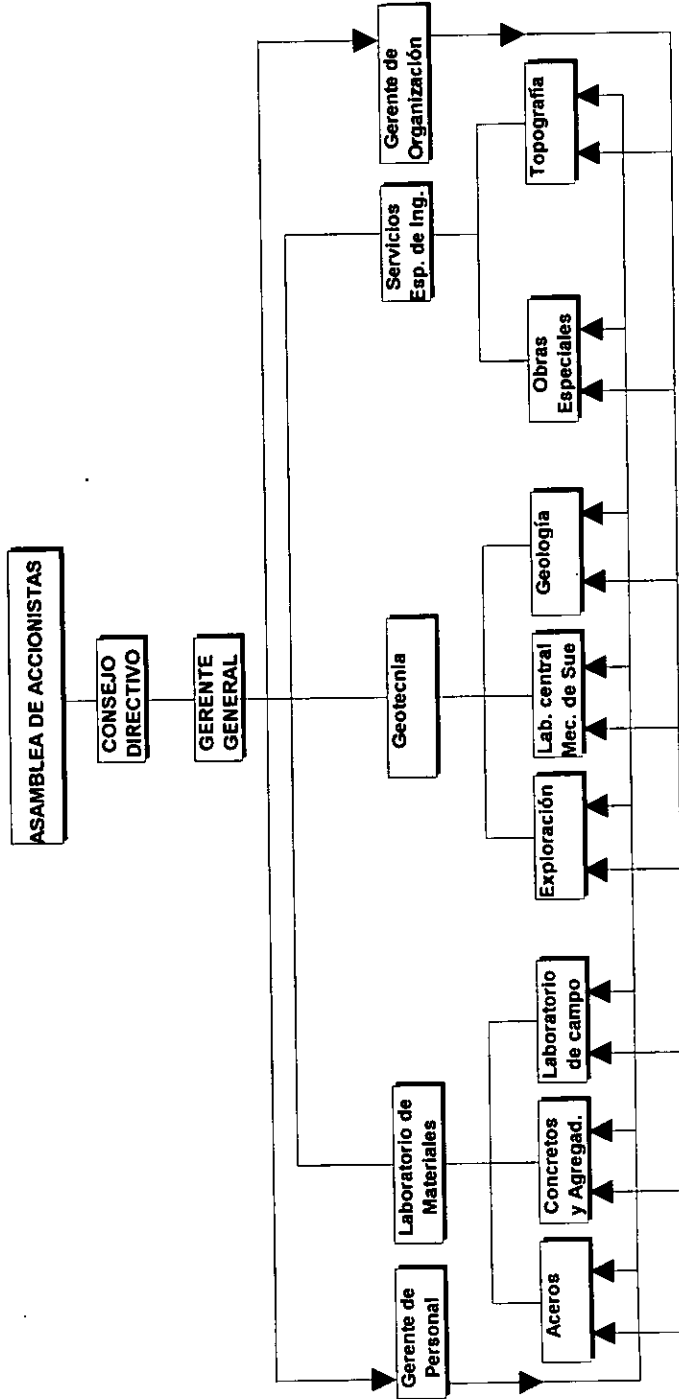 ASAMBLEA DE ACCIONISTAS
CONSEJO
DIRECTIVO
GERENTE
GENERAL
Gerente de
Personal
Laboratorio de
Materiales
Geotecnia
Servicios
Esp. de Ing.
Gerente de
Organización
Aceros
Concretos
y Agregad.
Laboratorio
de campo
Exploración
Lab. central
Mec. de Sue
Geología
Obras
Especiales
Topografía